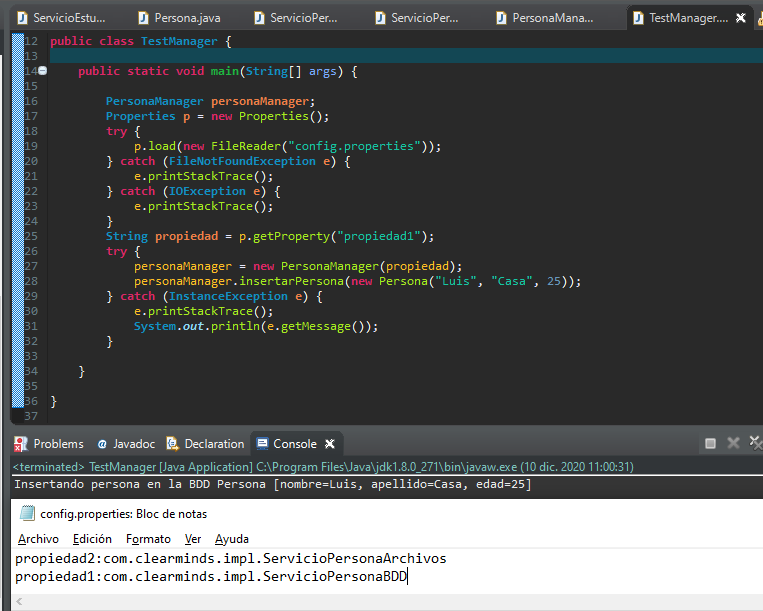 ServicioEstu...
Persona.java
ServicioPer...
ServicioPer...
PersonaMana...
TestManager....
12 public class TestManager {
13
14 public static void main(String[] args) {
15
16 PersonaManager personaManager;
17 Properties p = new Properties();
18 try {
19 p.load(new FileReader("config.properties"));
20 } catch (FileNotFoundException e) {
21 e.printStackTrace();
22 } catch (IOException e) {
23 e.printStackTrace();
24 }
25 String propiedad = p.getProperty("propiedad1");
26 try {
27 personaManager = new PersonaManager(propiedad);
28 personaManager.insertarPersona(new Persona("Luis", "Casa", 25));
29 } catch (InstanceException e) {
30 e.printStackTrace();
31 System.out.println(e.getMessage());
32 }
33
34 }
35
36 }
37
Problems
Javadoc
Declaration
Console
<terminated> TestManager [Java Application] C:\Program Files\Java\jdk1.8.0_271\bin\javaw.exe (10 dic. 2020 11:00:31)
Insertando persona en la BDD Persona [nombre=Luis, apellido=Casa, edad=25]
config.properties: Bloc de notas
Archivo Edición Formato Ver Ayuda
propiedad2:com.clearminds.impl.ServicioPersonaArchivos
propiedad1:com.clearminds.impl.ServicioPersonaBDD